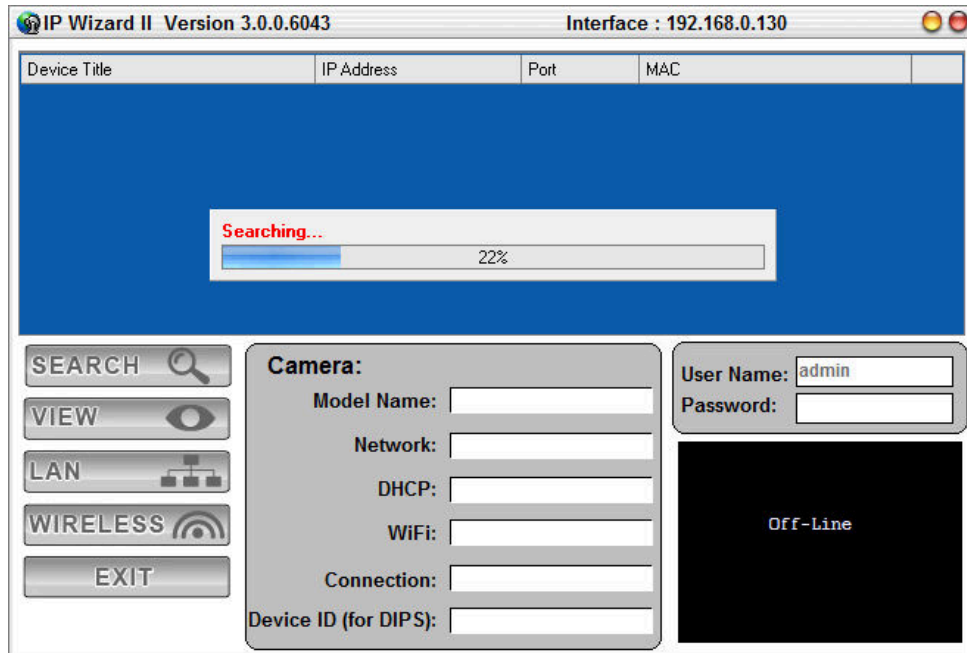 IP Wizard II Version 3.0.0.6043 Interface : 192.168.0.130
Device Title IP Address Port MAC
Searching...
22%
SEARCH
VIEW
LAN
WIRELESS
EXIT
Camera:
Model Name:
Network:
DHCP:
WiFi:
Connection:
Device ID (for DIPS):
User Name: admin
Password:
Off-Line